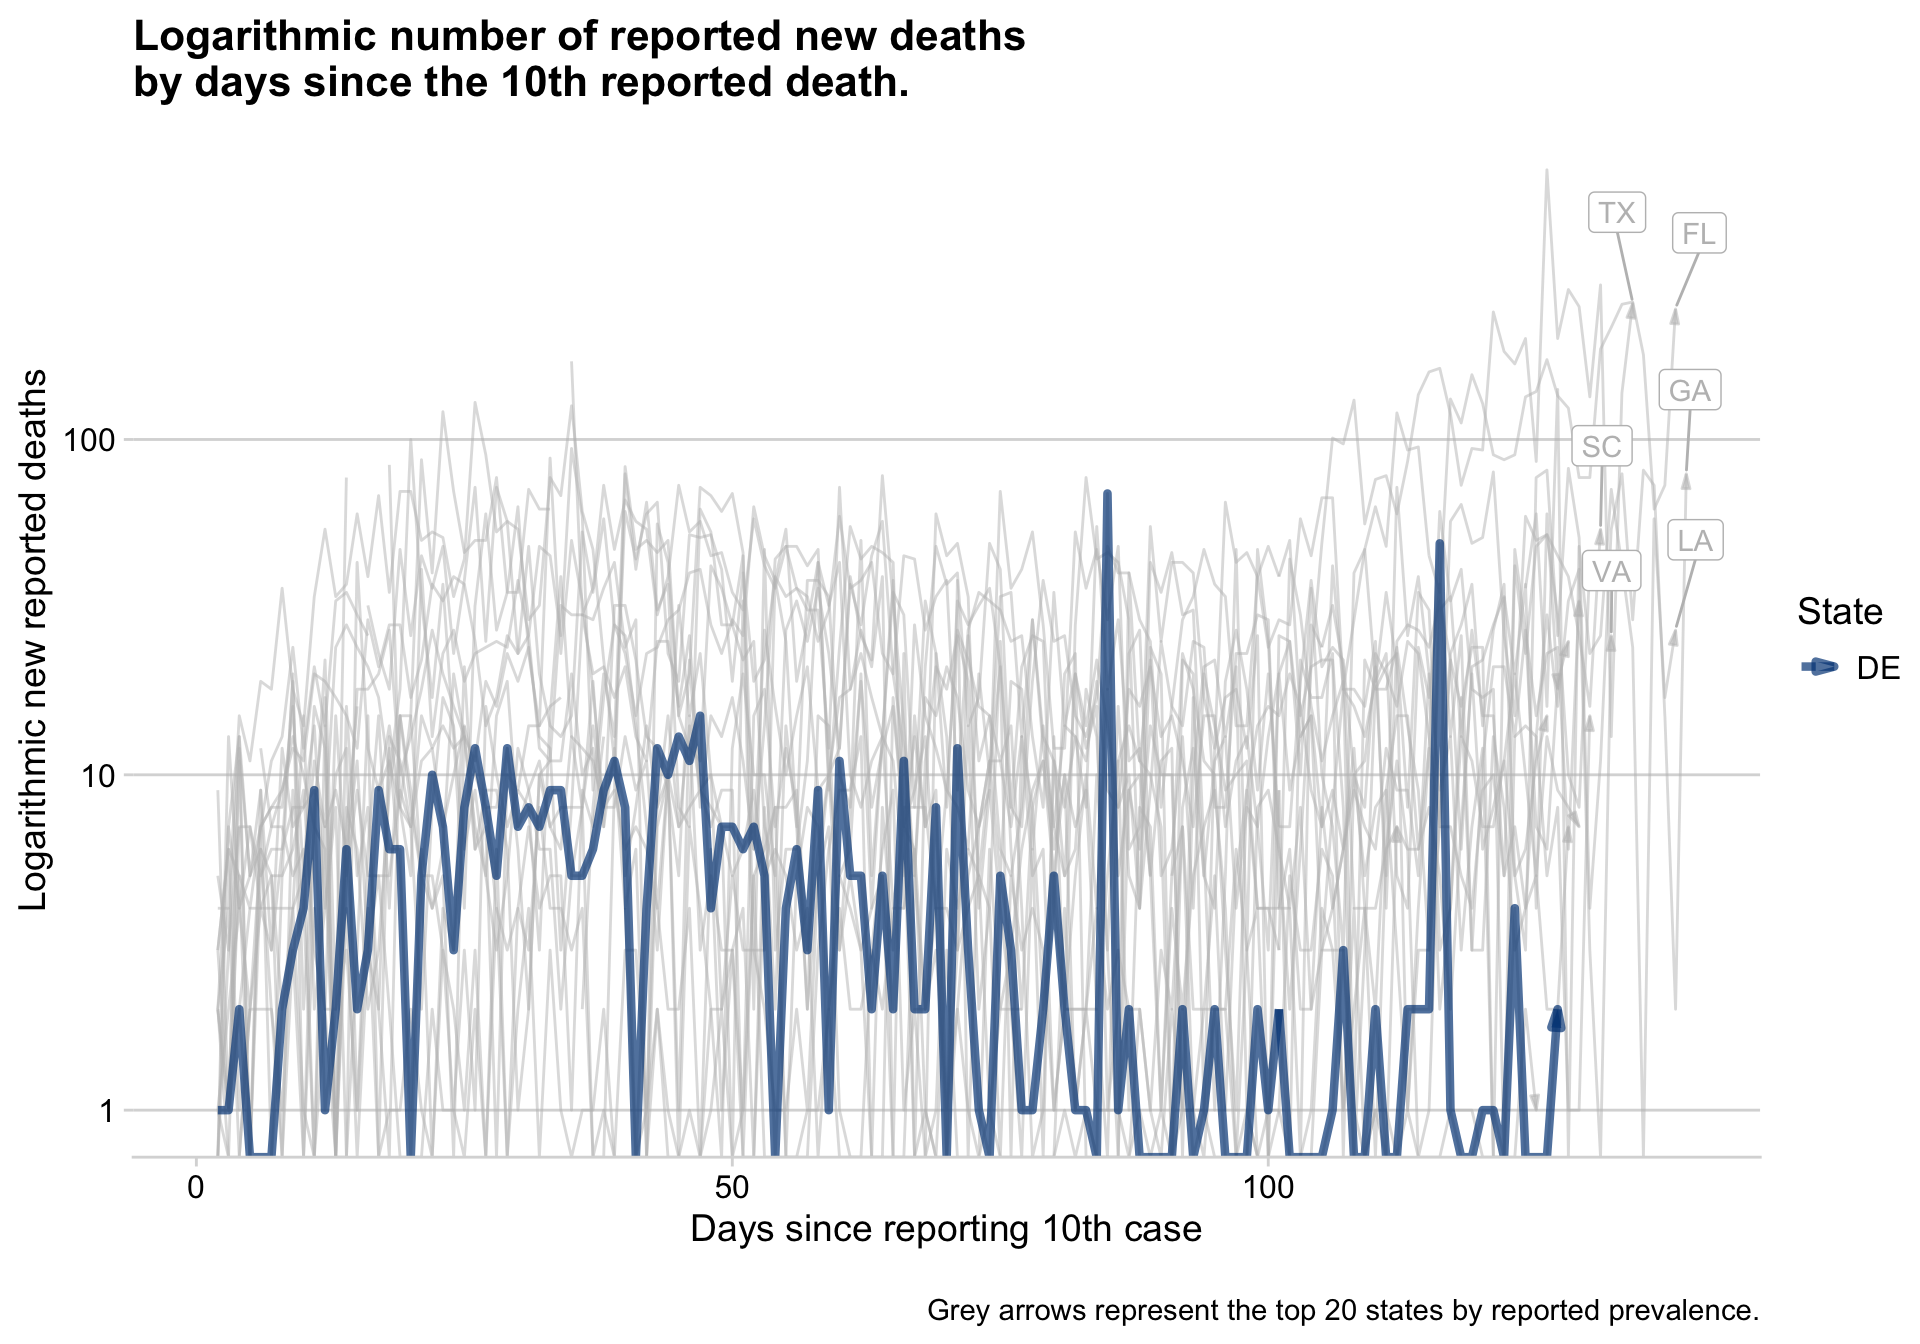 Logarithmic number of reported new deaths
by days since the 10th reported death.
TX
FL
GA
SC
LA
VA
Logarithmic new reported deaths
100
10
1
0
50
100
Days since reporting 10th case
State
DE
Grey arrows represent the top 20 states by reported prevalence.